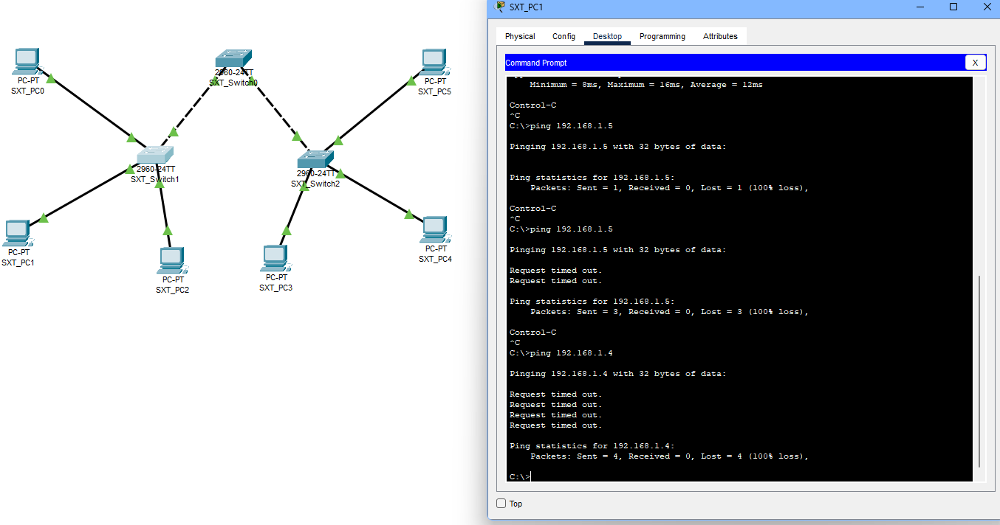 SXT_PC1
Physical Config Desktop Programming Attributes
Command Prompt
X
Minimum = 8ms, Maximum = 16ms, Average = 12ms
Control-C
^C
C:\>ping 192.168.1.5
Pinging 192.168.1.5 with 32 bytes of data:
Ping statistics for 192.168.1.5:
Packets: Sent = 1, Received = 0, Lost = 1 (100% loss),
Control-C
^C
C:\>ping 192.168.1.5
Pinging 192.168.1.5 with 32 bytes of data:
Request timed out.
Request timed out.
Ping statistics for 192.168.1.5:
Packets: Sent = 3, Received = 0, Lost = 3 (100% loss),
Control-C
^C
C:\>ping 192.168.1.4
Pinging 192.168.1.4 with 32 bytes of data:
Request timed out.
Request timed out.
Request timed out.
Request timed out.
Ping statistics for 192.168.1.4:
Packets: Sent = 4, Received = 0, Lost = 4 (100% loss),
C:\>
Top
PC-PT
SXT_PC0
2960-24TT
SXT_Switch0
PC-PT
SXT_PC5
2960-24TT
SXT_Switch1
2960-24TT
SXT_Switch2
PC-PT
SXT_PC1
PC-PT
SXT_PC2
PC-PT
SXT_PC3
PC-PT
SXT_PC4